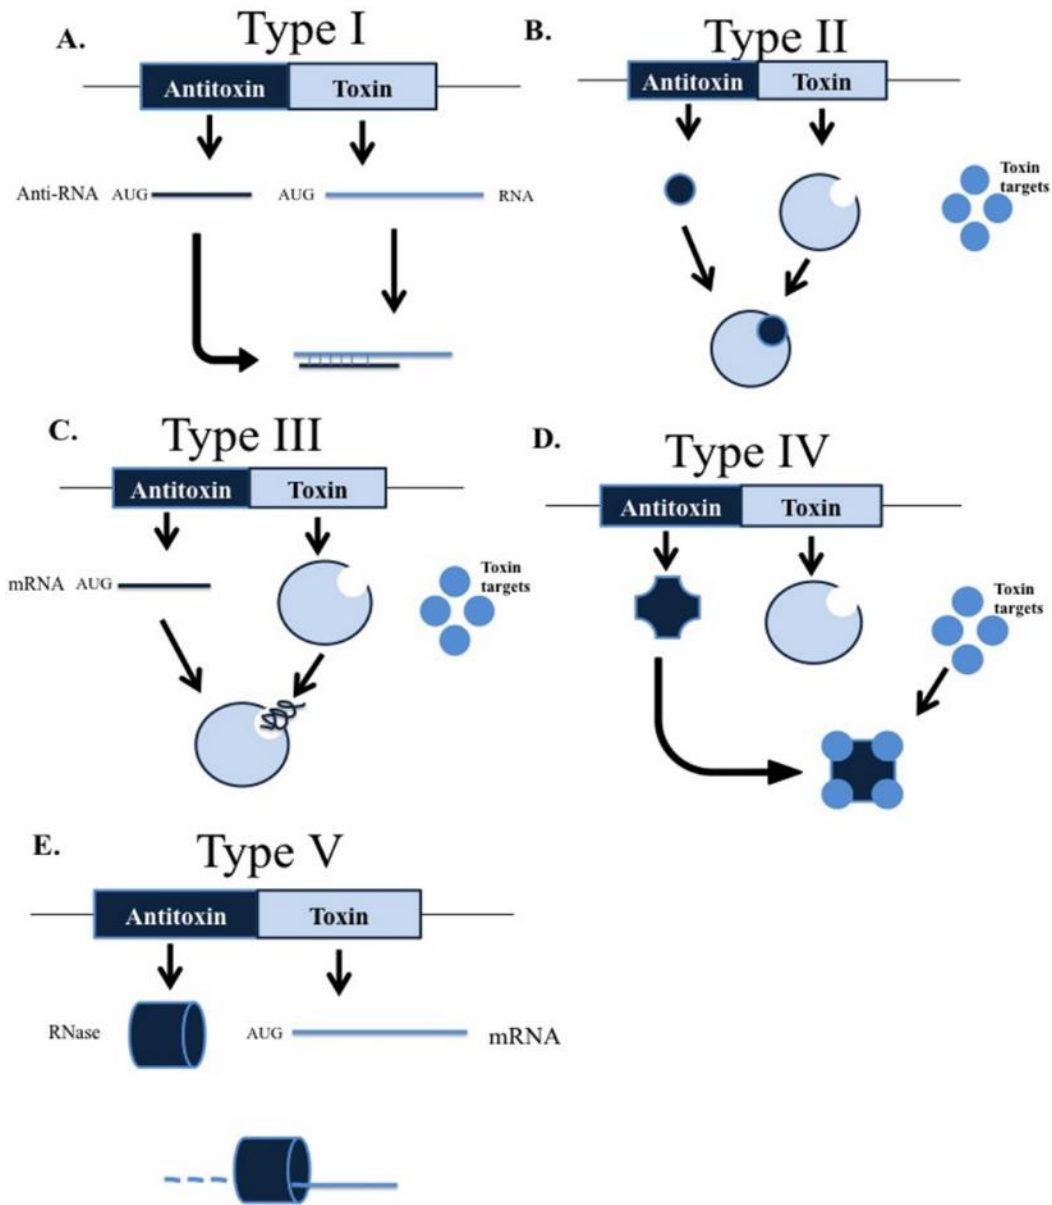 A.
Type I
Antitoxin Toxin
Anti-RNA AUG AUG RNA
B.
Type II
Antitoxin Toxin
Toxin
targets
C.
Type III
Antitoxin Toxin
mRNA AUG
Toxin
targets
D.
Type IV
Antitoxin Toxin
Toxin
targets
E.
Type V
Antitoxin Toxin
RNase AUG mRNA